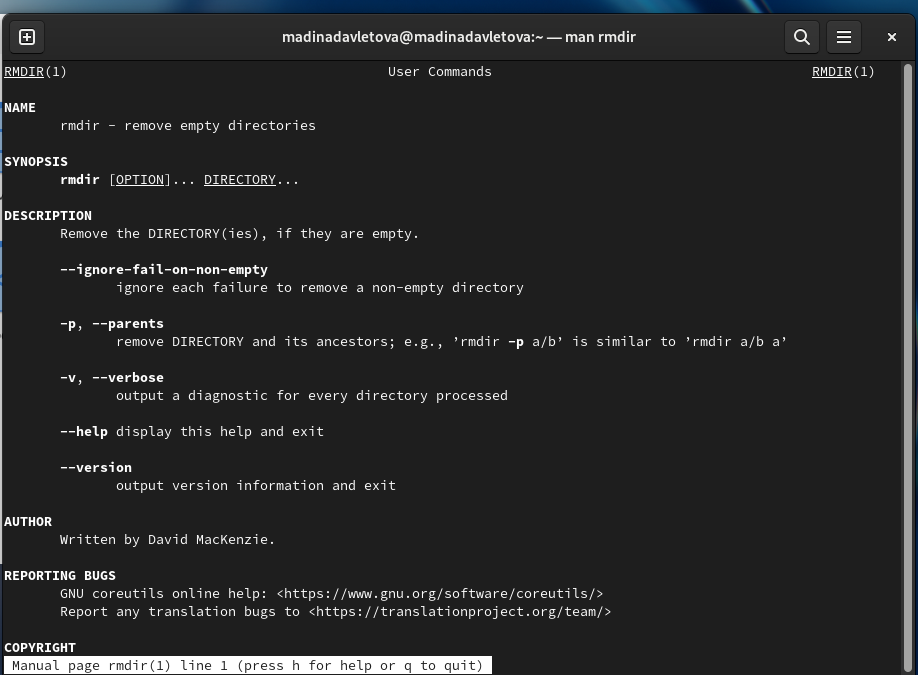 madinadavletova@madinadavletova:~ — man rmdir
RMDIR(1) User Commands RMDIR(1)
NAME
rmdir - remove empty directories
SYNOPSIS
rmdir [OPTION]... DIRECTORY...
DESCRIPTION
Remove the DIRECTORY(ies), if they are empty.
--ignore-fail-on-non-empty
ignore each failure to remove a non-empty directory
-p, --parents
remove DIRECTORY and its ancestors; e.g., ’rmdir -p a/b’ is similar to ’rmdir a/b a’
-v, --verbose
output a diagnostic for every directory processed
--help display this help and exit
--version
output version information and exit
AUTHOR
Written by David MacKenzie.
REPORTING BUGS
GNU coreutils online help: <https://www.gnu.org/software/coreutils/>
Report any translation bugs to <https://translationproject.org/team/>
COPYRIGHT
Manual page rmdir(1) line 1 (press h for help or q to quit)